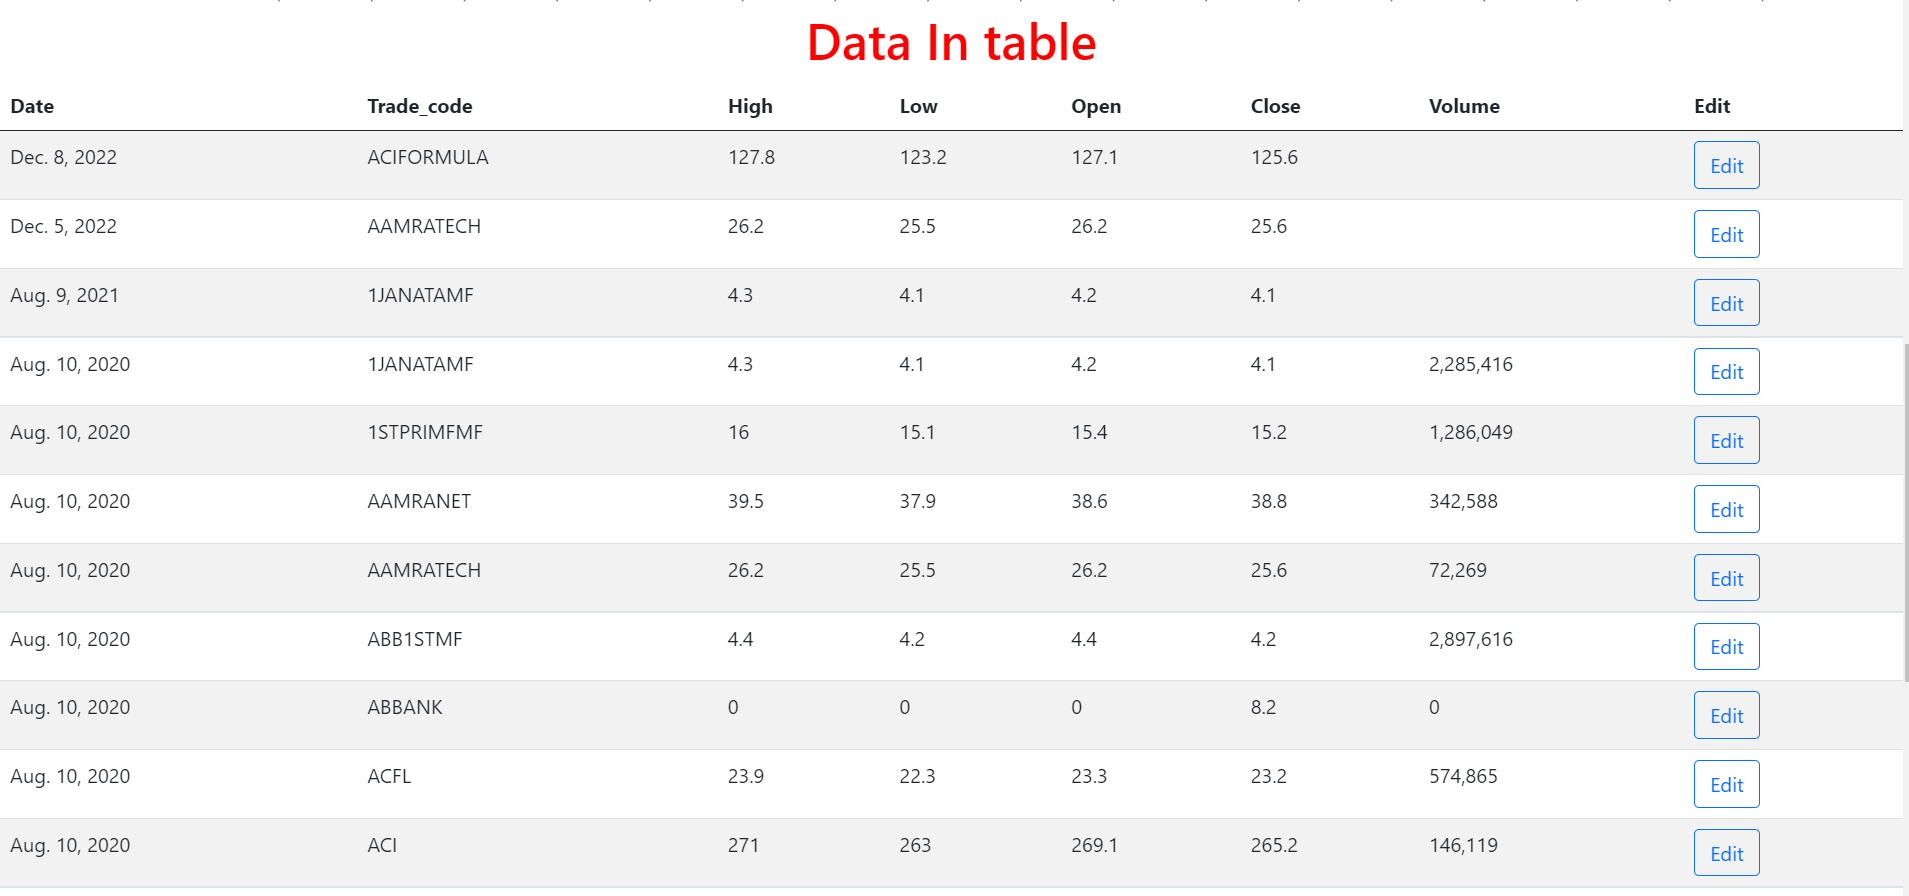 Data In table
Date Trade_code High Low Open Close Volume Edit
Dec. 8, 2022 ACIFORMULA 127.8 123.2 127.1 125.6 Edit
Dec. 5, 2022 AAMRATECH 26.2 25.5 26.2 25.6 Edit
Aug. 9, 2021 1JANATAMF 4.3 4.1 4.2 4.1 Edit
Aug. 10, 2020 1JANATAMF 4.3 4.1 4.2 4.1 2,285,416 Edit
Aug. 10, 2020 1STPRIMFMF 16 15.1 15.4 15.2 1,286,049 Edit
Aug. 10, 2020 AAMRANET 39.5 37.9 38.6 38.8 342,588 Edit
Aug. 10, 2020 AAMRATECH 26.2 25.5 26.2 25.6 72,269 Edit
Aug. 10, 2020 ABB1STMF 4.4 4.2 4.4 4.2 2,897,616 Edit
Aug. 10, 2020 ABBANK 0 0 0 8.2 0 Edit
Aug. 10, 2020 ACFL 23.9 22.3 23.3 23.2 574,865 Edit
Aug. 10, 2020 ACI 271 263 269.1 265.2 146,119 Edit